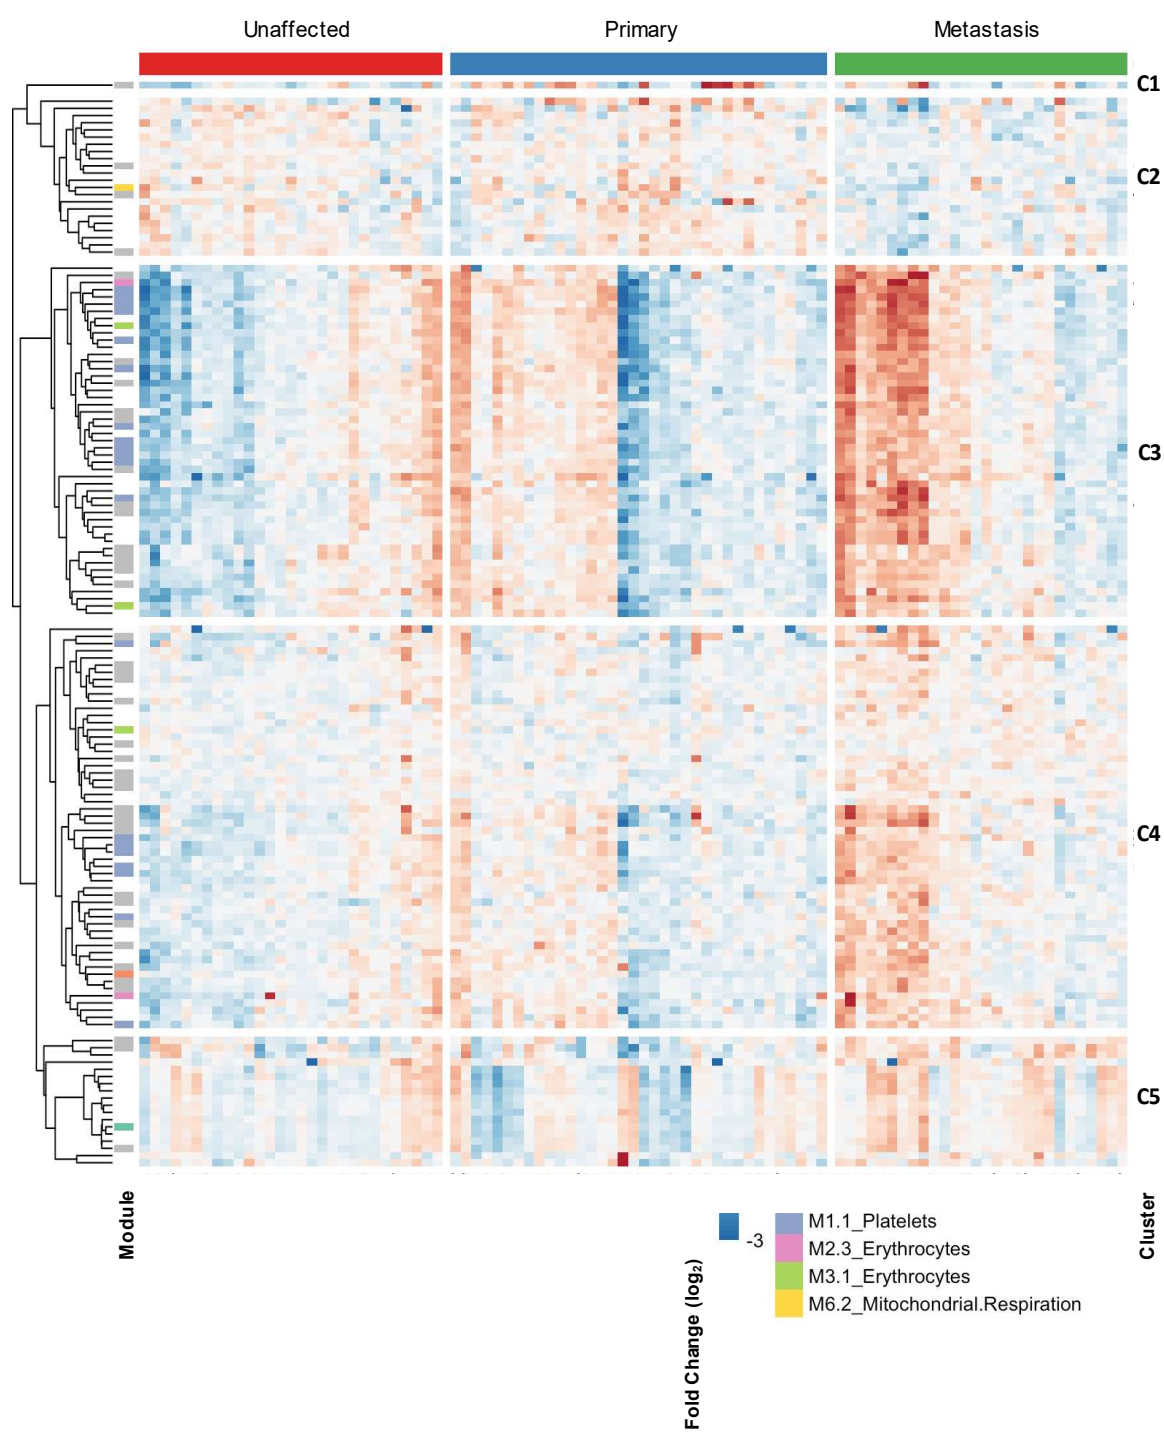 Unaffected
Primary
Metastasis
C1
C2
C3
C4
C5
Module
Cluster
Fold Change (log₂)
-3
M1.1_Platelets
M2.3_Erythrocytes
M3.1_Erythrocytes
M6.2_Mitochondrial.Respiration